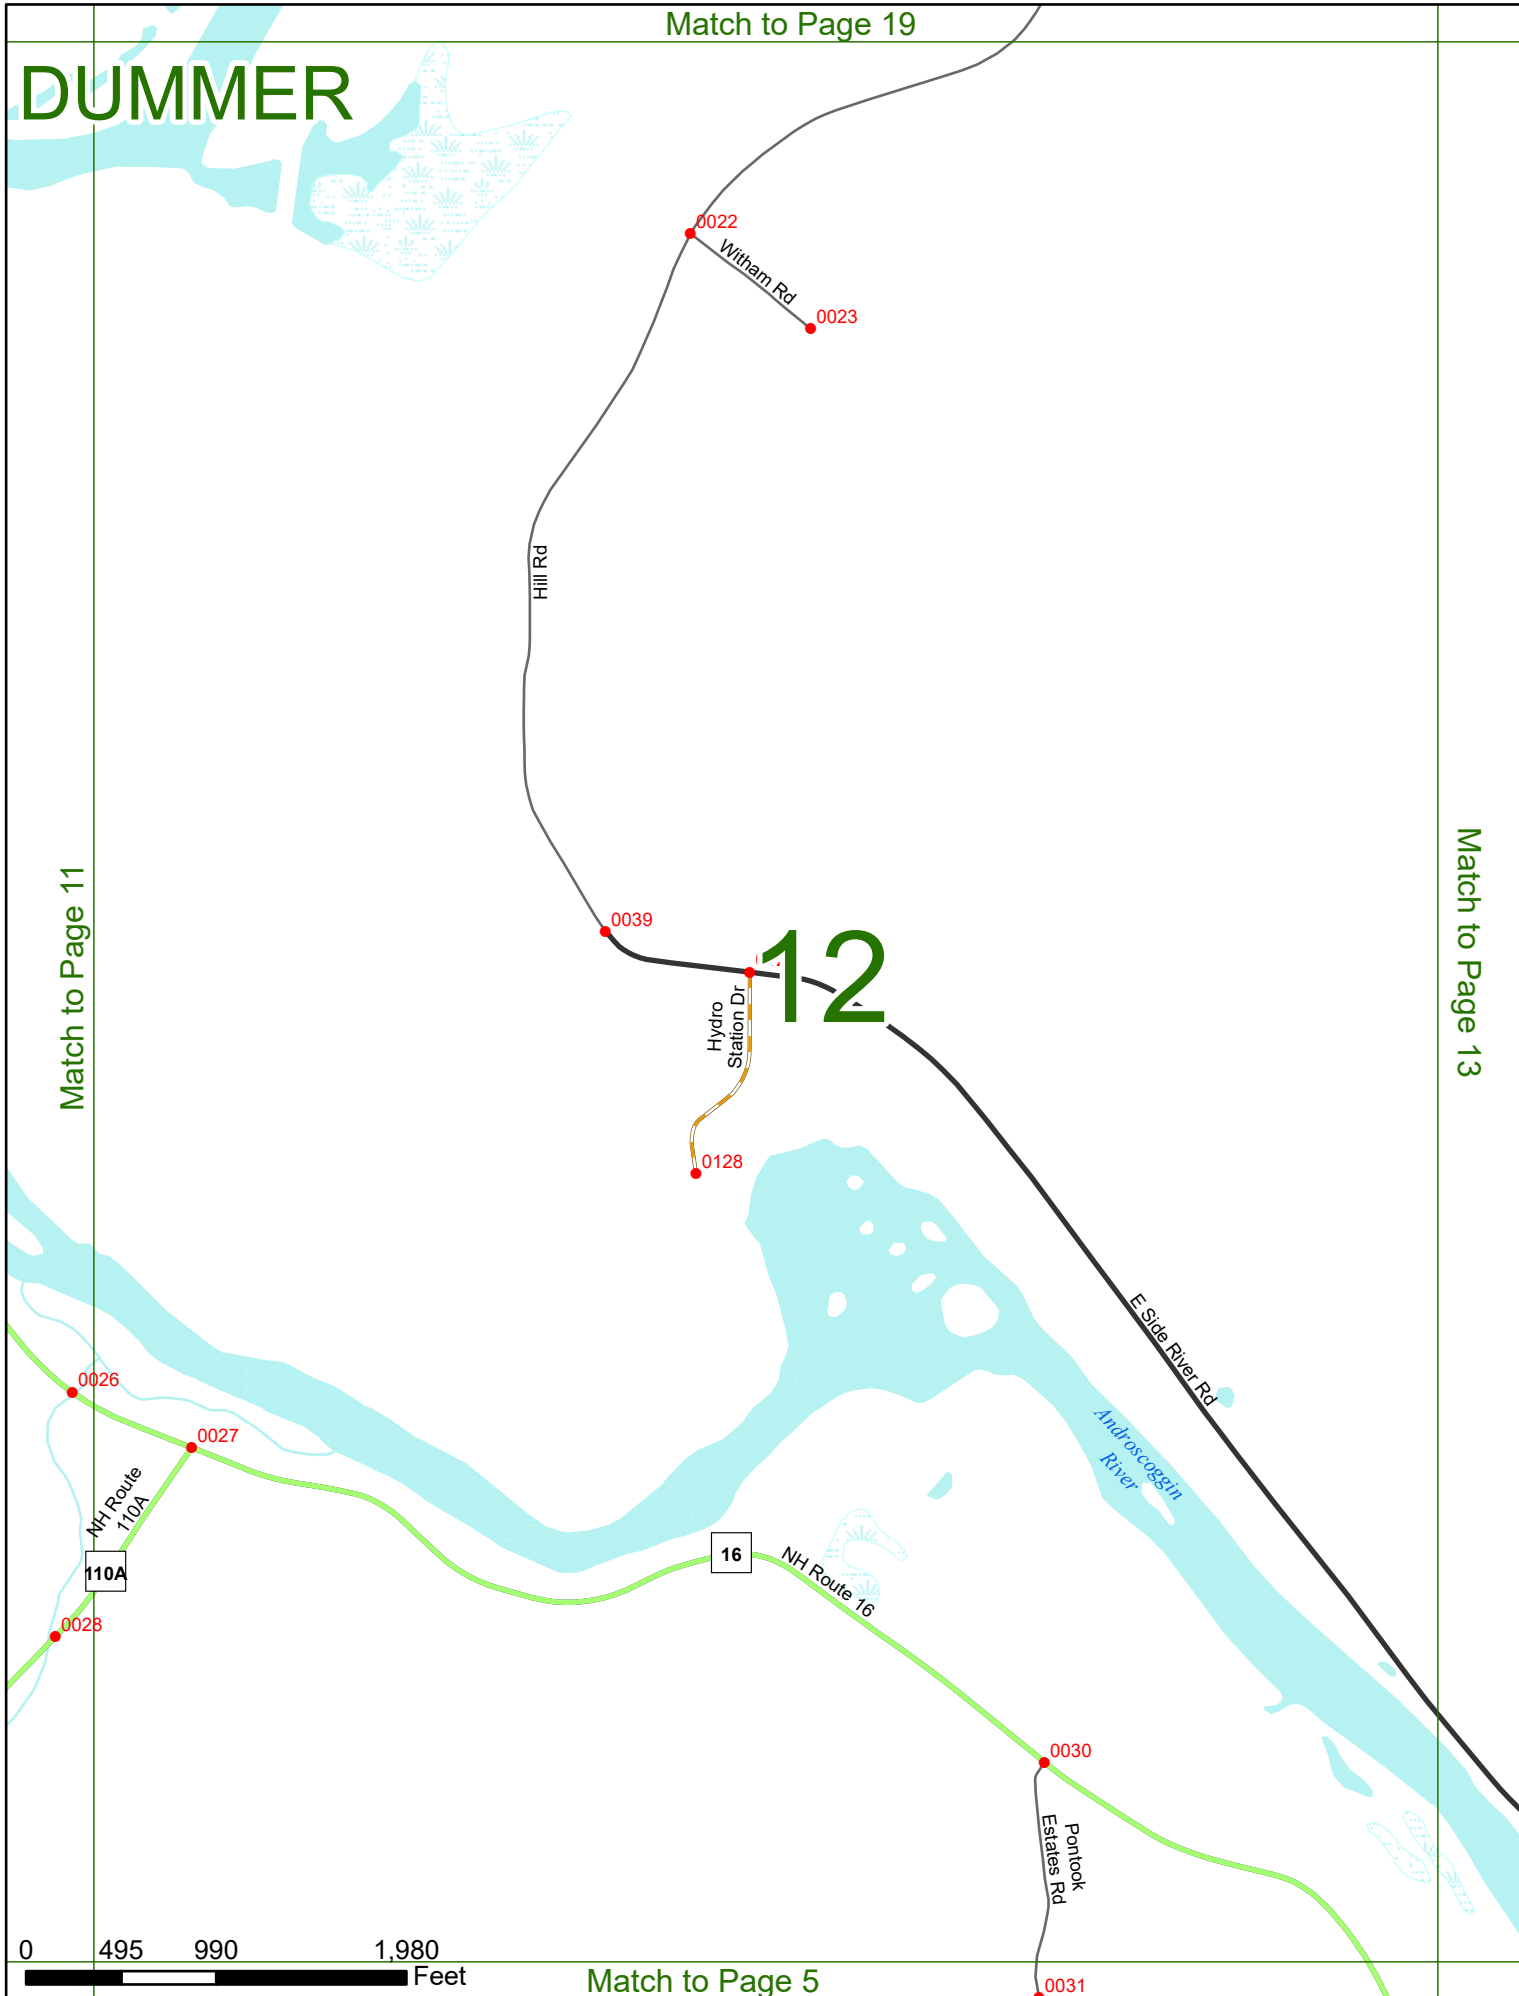 Match to Page 19
DUMMER
0022
Witham Rd
0023
Hill Rd
Match to Page 11
Match to Page 13
0039
12
Hydro
Station Dr
0128
E Side River Rd
Androscoggin
River
0026
0027
NH Route
110A
110A
0028
16
NH Route 16
0030
Pontook
Estates Rd
0031
0 495 990 1,980
Feet
Match to Page 5